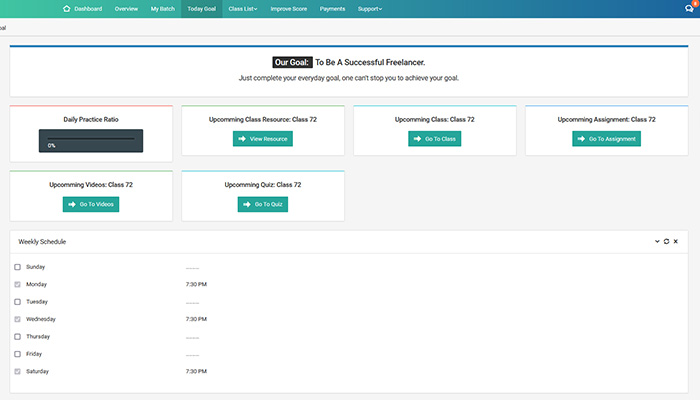 Dashboard Overview My Batch Today Goal Class List Improve Score Payments Support
Our Goal: To Be A Successful Freelancer.
Just complete your everyday goal, one can't stop you to achieve your goal.
Daily Practice Ratio
0%
Upcomming Class Resource: Class 72
View Resource
Upcomming Class: Class 72
Go To Class
Upcomming Assignment: Class 72
Go To Assignment
Upcomming Videos: Class 72
Go To Videos
Upcomming Quiz: Class 72
Go To Quiz
Weekly Schedule
Sunday ......
Monday 7:30 PM
Tuesday ......
Wednesday 7:30 PM
Thursday ......
Friday ......
Saturday 7:30 PM